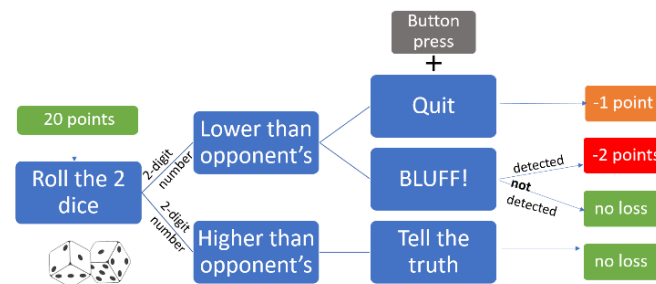 Button
press
+
20 points
Quit
-1 point
Lower than
opponent's
2-digit
number
Roll the 2
dice
BLUFF!
detected
-2 points
not
detected
no loss
2-digit
number
Higher than
opponent's
Tell the
truth
no loss